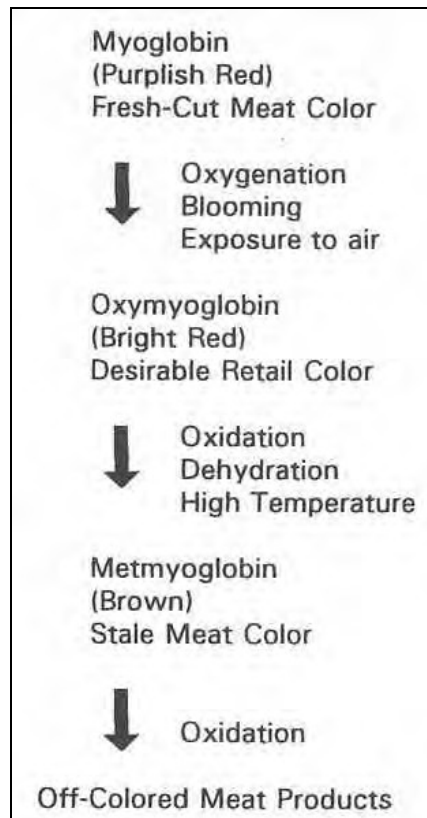 Myoglobin
(Purplish Red)
Fresh-Cut Meat Color
Oxygenation
Blooming
Exposure to air
Oxymyoglobin
(Bright Red)
Desirable Retail Color
Oxidation
Dehydration
High Temperature
Metmyoglobin
(Brown)
Stale Meat Color
Oxidation
Off-Colored Meat Products